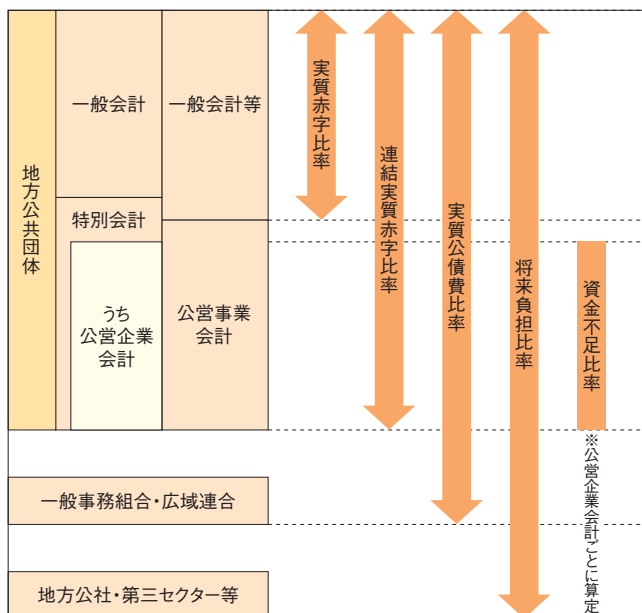 地方公共団体
一般会計
一般会計等
特別会計
うち
公営企業
会計
公営事業
会計
一般事務組合・広域連合
地方公社・第三セクター等
実質赤字比率
連結実質赤字比率
実質公債費比率
将来負担比率
資金不足比率
※公営企業会計ごとに算定